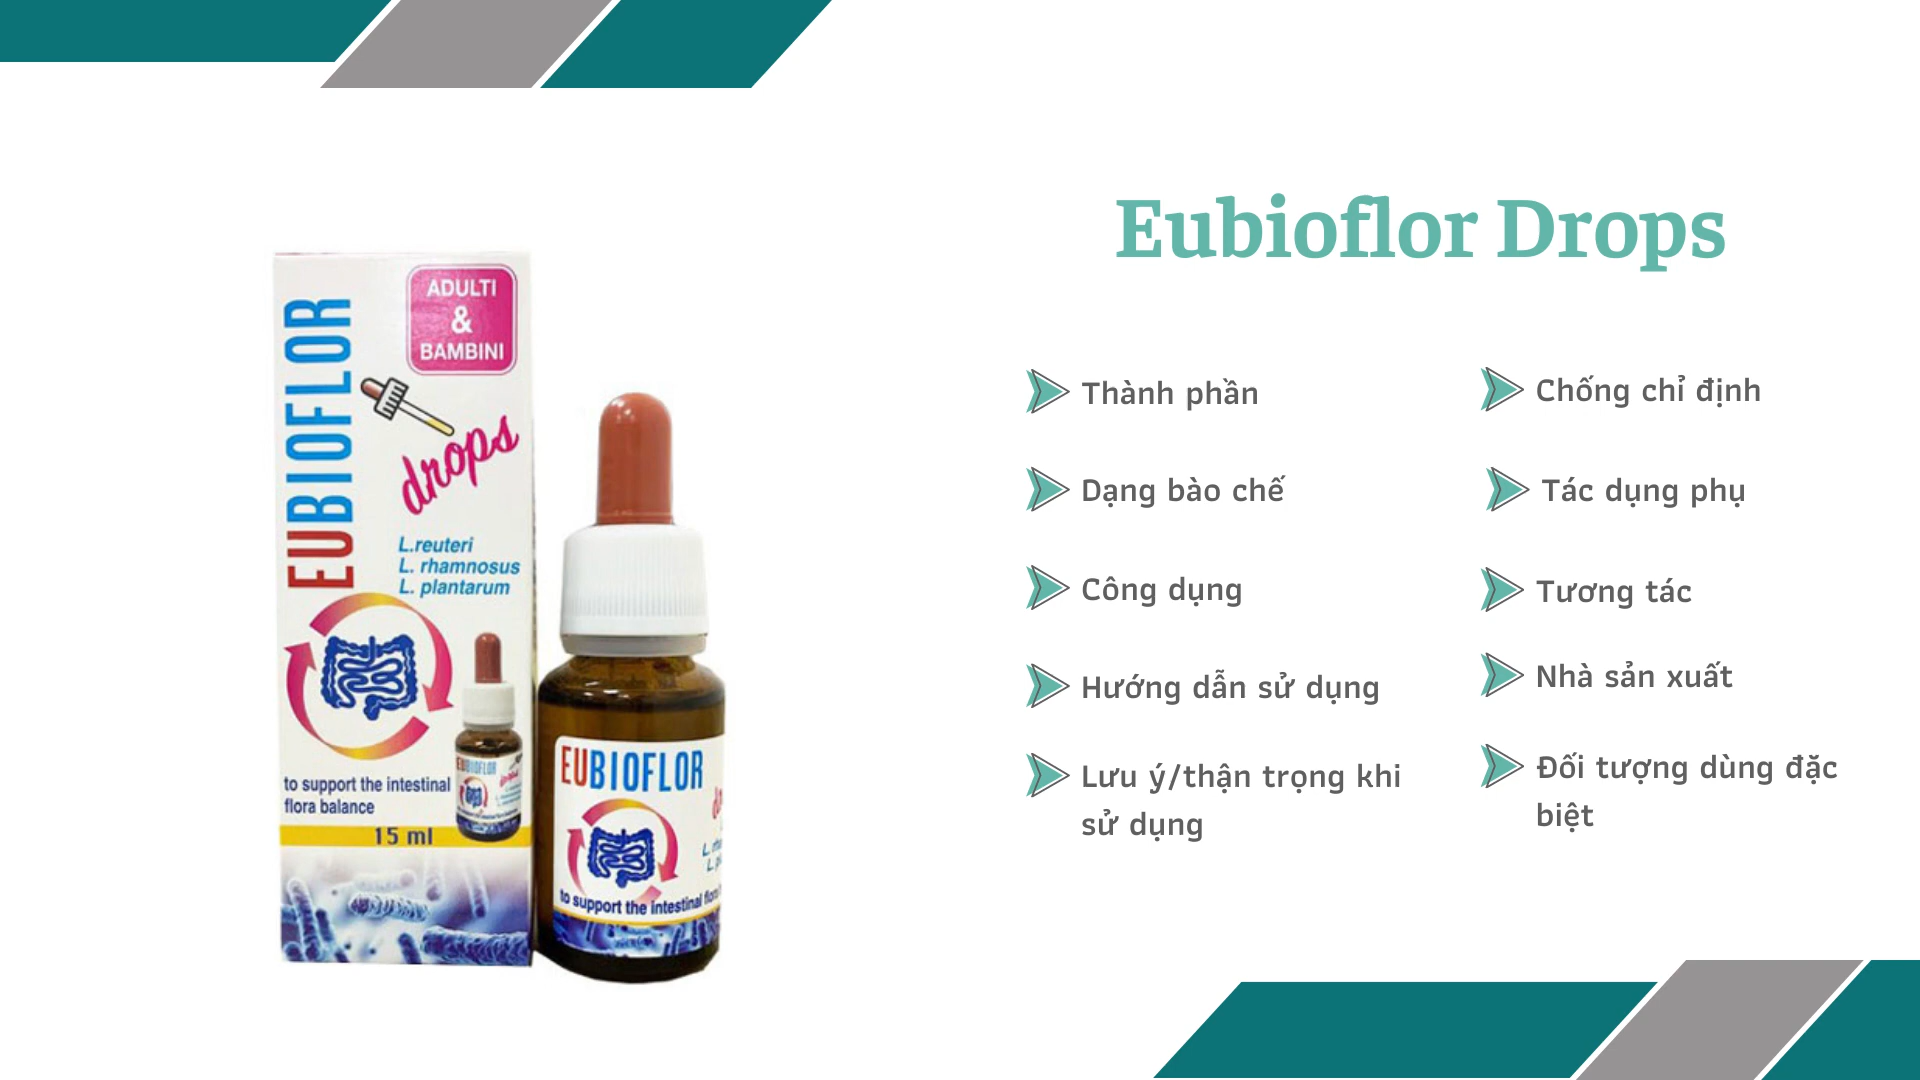 EUBIOFLOR
ADULTI
&
BAMBINI
drops
L.reuteri
L. rhamnosus
L. plantarum
to support the intestinal
flora balance
15 ml
EUBIOFLOR
EUBIOFLOR
to support the intestinal
Eubioflor Drops
Thành phần
Dạng bào chế
Công dụng
Hướng dẫn sử dụng
Lưu ý/thận trọng khi
sử dụng
Chống chỉ định
Tác dụng phụ
Tương tác
Nhà sản xuất
Đối tượng dùng đặc
biệt